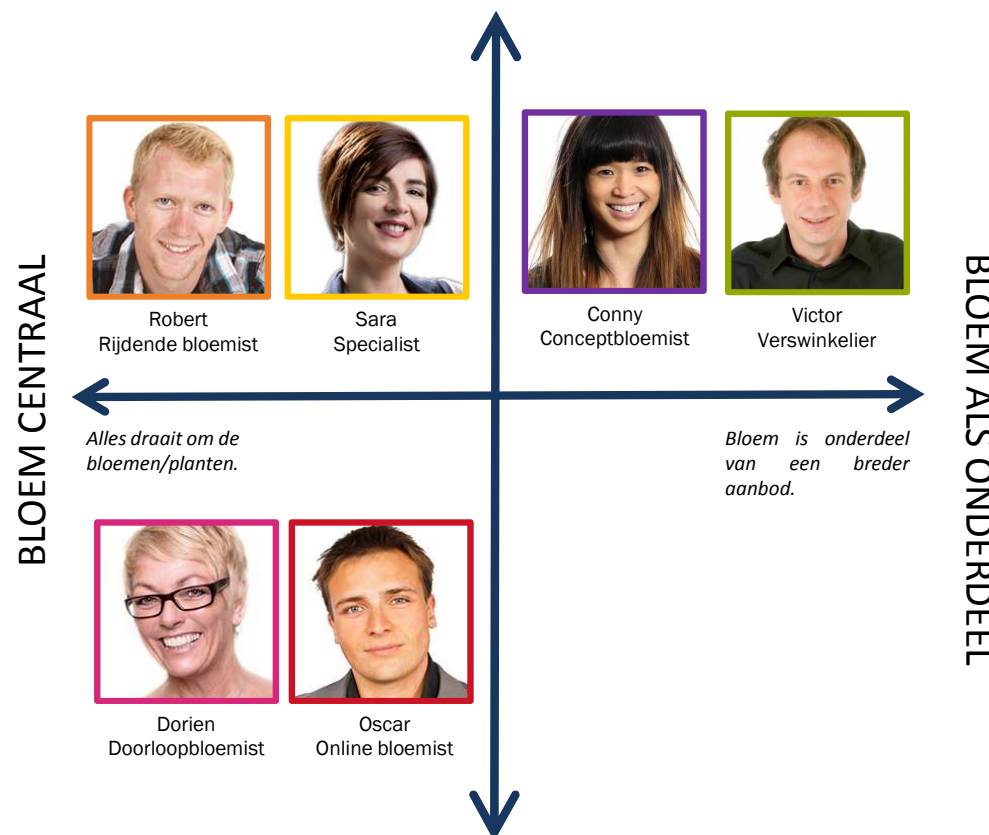 BLOEM CENTRAAL
Robert
Rijdende bloemist
Sara
Specialist
Conny
Conceptbloemist
Victor
Verswinkelier
BLOEM ALS ONDERDEEL
Alles draait om de
bloemen/planten.
Bloem is onderdeel
van een breder
aanbod.
Dorien
Doorloopbloemist
Oscar
Online bloemist